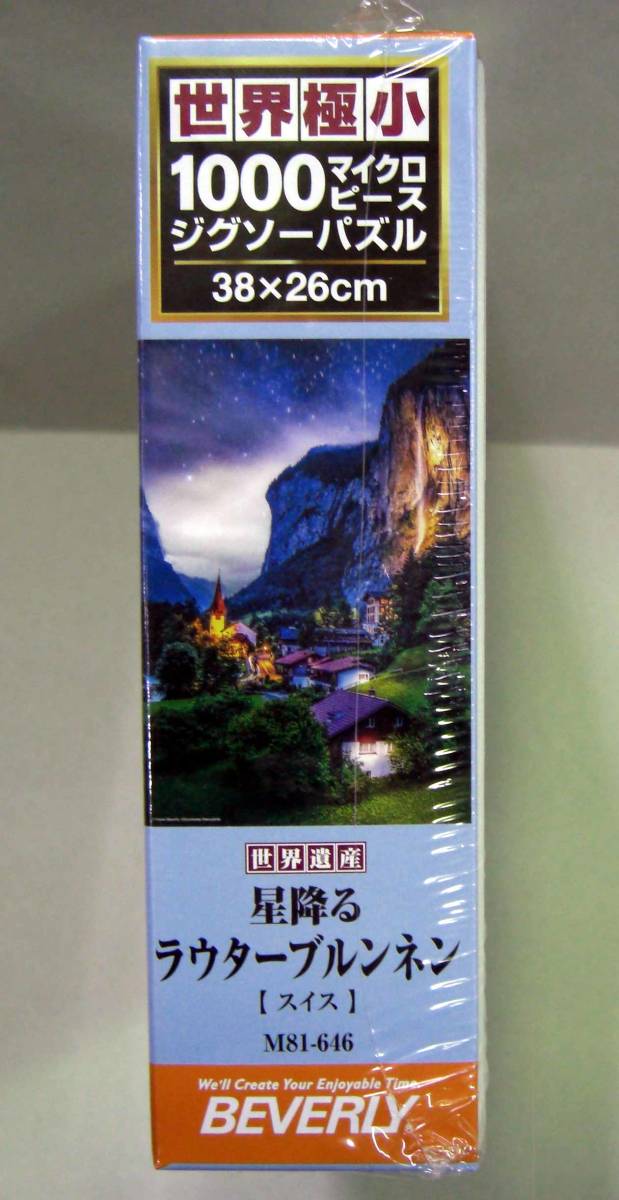 世界極小
1000マイクロピース
ジグソーパズル
38×26cm
世界遺産
星降る
ラウターブルンネン
【スイス】
M81-646
We'll Create Your Enjoyable Time.
BEVERLY